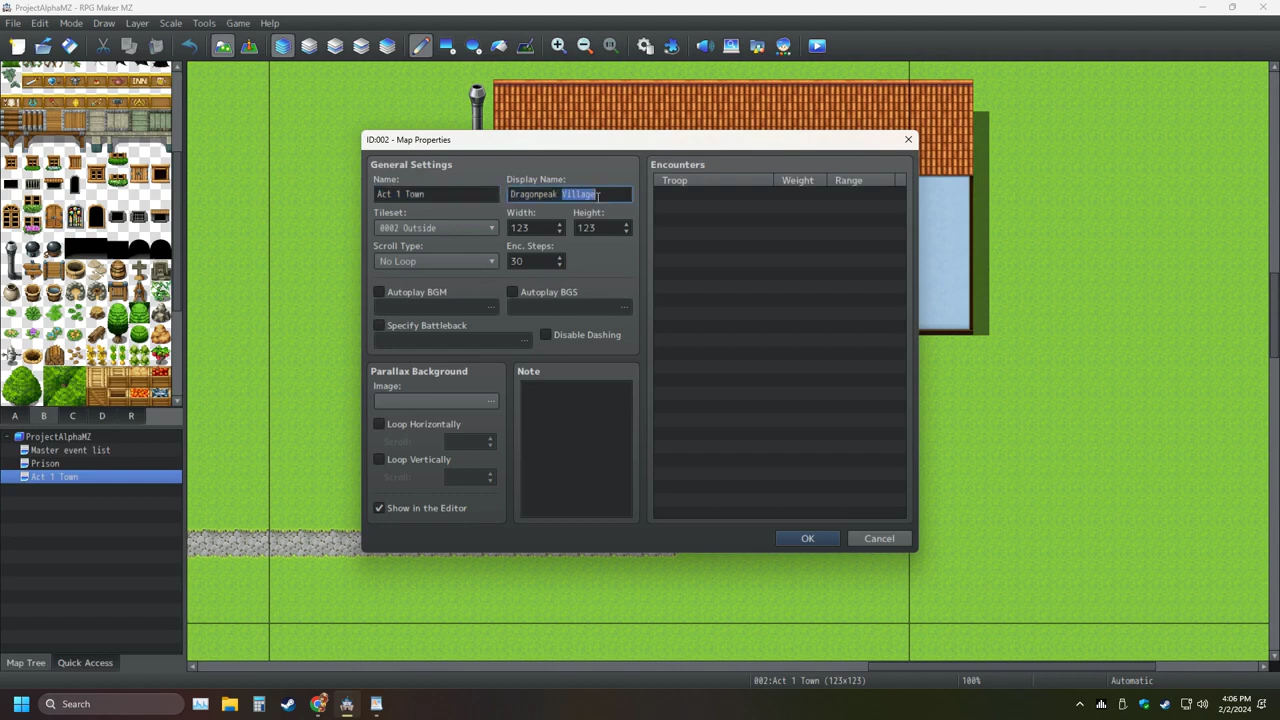 ProjectAlphaMZ - RPG Maker MZ
File Edit Mode Draw Layer Scale Tools Game Help
INN
ID:002 - Map Properties
General Settings
Name:
Act 1 Town
Display Name:
Dragonpeak Village
Tileset:
0002 Outside
Width:
123
Height:
123
Scroll Type:
No Loop
Enc. Steps:
30
Autoplay BGM
...
Autoplay BGS
...
Specify Battleback
...
Disable Dashing
Parallax Background
Image:
...
Loop Horizontally
Scroll:
Loop Vertically
Scroll:
Show in the Editor
Note
Encounters
Troop Weight Range
OK Cancel
A B C D R
ProjectAlphaMZ
Master event list
Prison
Act 1 Town
Map Tree Quick Access
002:Act 1 Town (123x123) 100% Automatic
Search
4:06 PM
2/2/2024